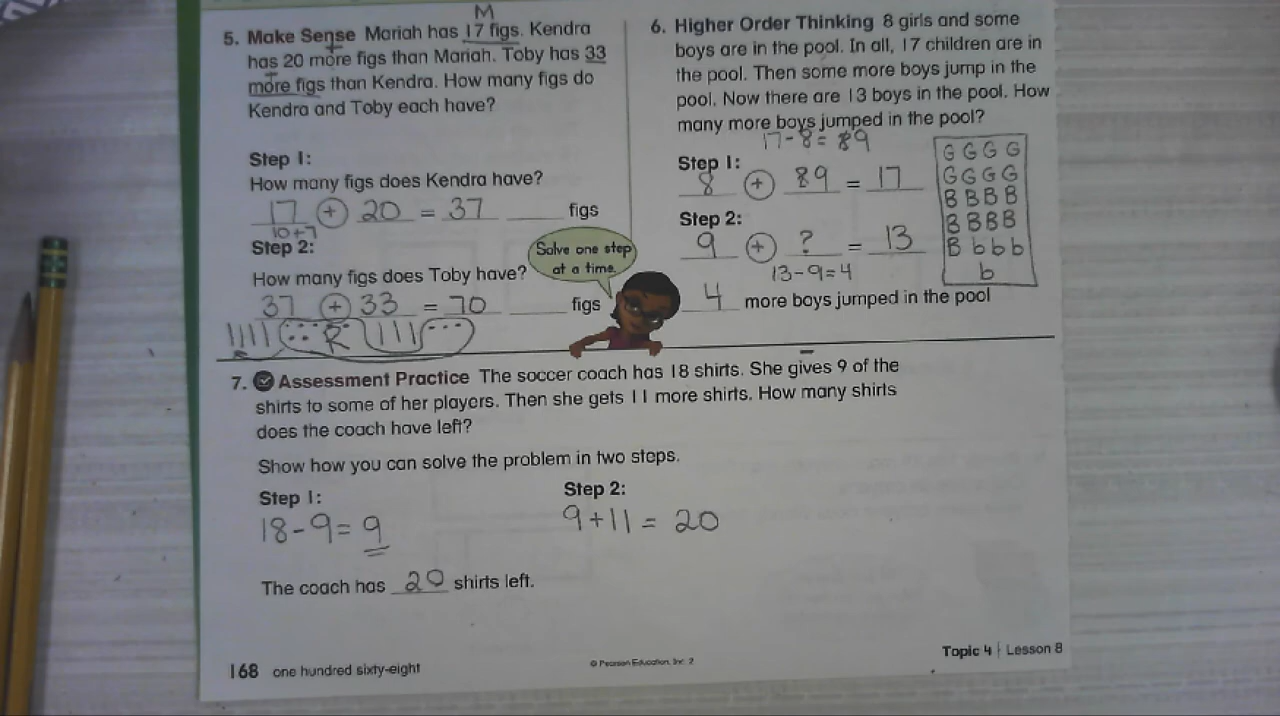 M
5. Make Sense Mariah has 17 figs. Kendra
+
has 20 more figs than Mariah. Toby has 33
+
more figs than Kendra. How many figs do
Kendra and Toby each have?
Step 1:
How many figs does Kendra have?
17 + 20 = 37 figs
10+7
Step 2:
How many figs does Toby have?
37 + 33 = 70 figs
R
Solve one step
at a time.
6. Higher Order Thinking 8 girls and some
boys are in the pool. In all, 17 children are in
the pool. Then some more boys jump in the
pool. Now there are 13 boys in the pool. How
many more boys jumped in the pool?
17-8= 89
Step 1:
8 + 89 = 17
Step 2:
9 + ? = 13
13-9=4
4 more boys jumped in the pool
G G G G
G G G G
B B B B
B B B B
B b b b
b
7. Assessment Practice The soccer coach has 18 shirts. She gives 9 of the
shirts to some of her players. Then she gets 11 more shirts. How many shirts
does the coach have left?
Show how you can solve the problem in two steps.
Step 1:
18-9=9
Step 2:
9+11= 20
The coach has 20 shirts left.
168 one hundred sixty-eight
© Pearson Education, Inc. 2
Topic 4 | Lesson 8